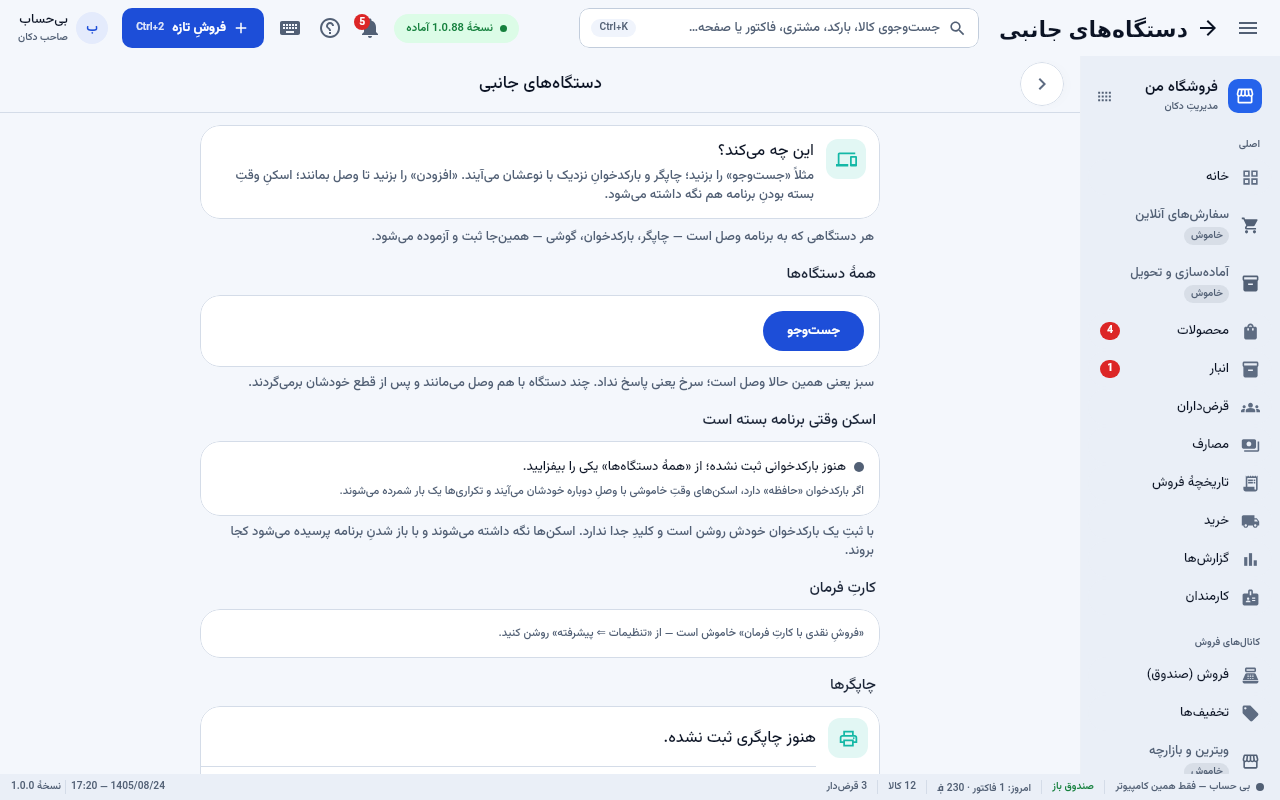 دستگاه‌های جانبی
جست‌وجوی کالا، بارکد، مشتری، فاکتور یا صفحه…
Ctrl+K
نسخهٔ 1.0.88 آماده
5
فروشِ تازه
Ctrl+2
ب
بی‌حساب
صاحب دکان
فروشگاه من
مدیریت دکان
اصلی
خانه
سفارش‌های آنلاین
خاموش
آماده‌سازی و تحویل
خاموش
محصولات
4
انبار
1
قرض‌داران
مصارف
تاریخچهٔ فروش
خرید
گزارش‌ها
کارمندان
کانال‌های فروش
فروش (صندوق)
تخفیف‌ها
ویترین و بازارچه
خاموش
دستگاه‌های جانبی
این چه می‌کند؟
مثلاً «جست‌وجو» را بزنید؛ چاپگر و بارکدخوانِ نزدیک با نوعشان می‌آیند. «افزودن» را بزنید تا وصل بمانند؛ اسکنِ وقتِ
بسته بودنِ برنامه هم نگه داشته می‌شود.
هر دستگاهی که به برنامه وصل است — چاپگر، بارکدخوان، گوشی — همین‌جا ثبت و آزموده می‌شود.
همهٔ دستگاه‌ها
جست‌وجو
سبز یعنی همین حالا وصل است؛ سرخ یعنی پاسخ نداد. چند دستگاه با هم وصل می‌مانند و پس از قطع خودشان برمی‌گردند.
اسکن وقتی برنامه بسته است
هنوز بارکدخوانی ثبت نشده؛ از «همهٔ دستگاه‌ها» یکی را بیفزایید.
اگر بارکدخوان «حافظه» دارد، اسکن‌های وقتِ خاموشی با وصلِ دوباره خودشان می‌آیند و تکراری‌ها یک بار شمرده می‌شوند.
با ثبتِ یک بارکدخوان خودش روشن است و کلیدِ جدا ندارد. اسکن‌ها نگه داشته می‌شوند و با باز شدنِ برنامه پرسیده می‌شود کجا
بروند.
کارتِ فرمان
«فروشِ نقدی با کارتِ فرمان» خاموش است — از «تنظیمات ⇐ پیشرفته» روشن کنید.
چاپگرها
هنوز چاپگری ثبت نشده.
بی حساب — فقط همین کامپیوتر
صندوق باز
امروز: 1 فاکتور · 230 ؋
12 کالا
3 قرض‌دار
1405/08/24 — 17:20
نسخهٔ 1.0.0